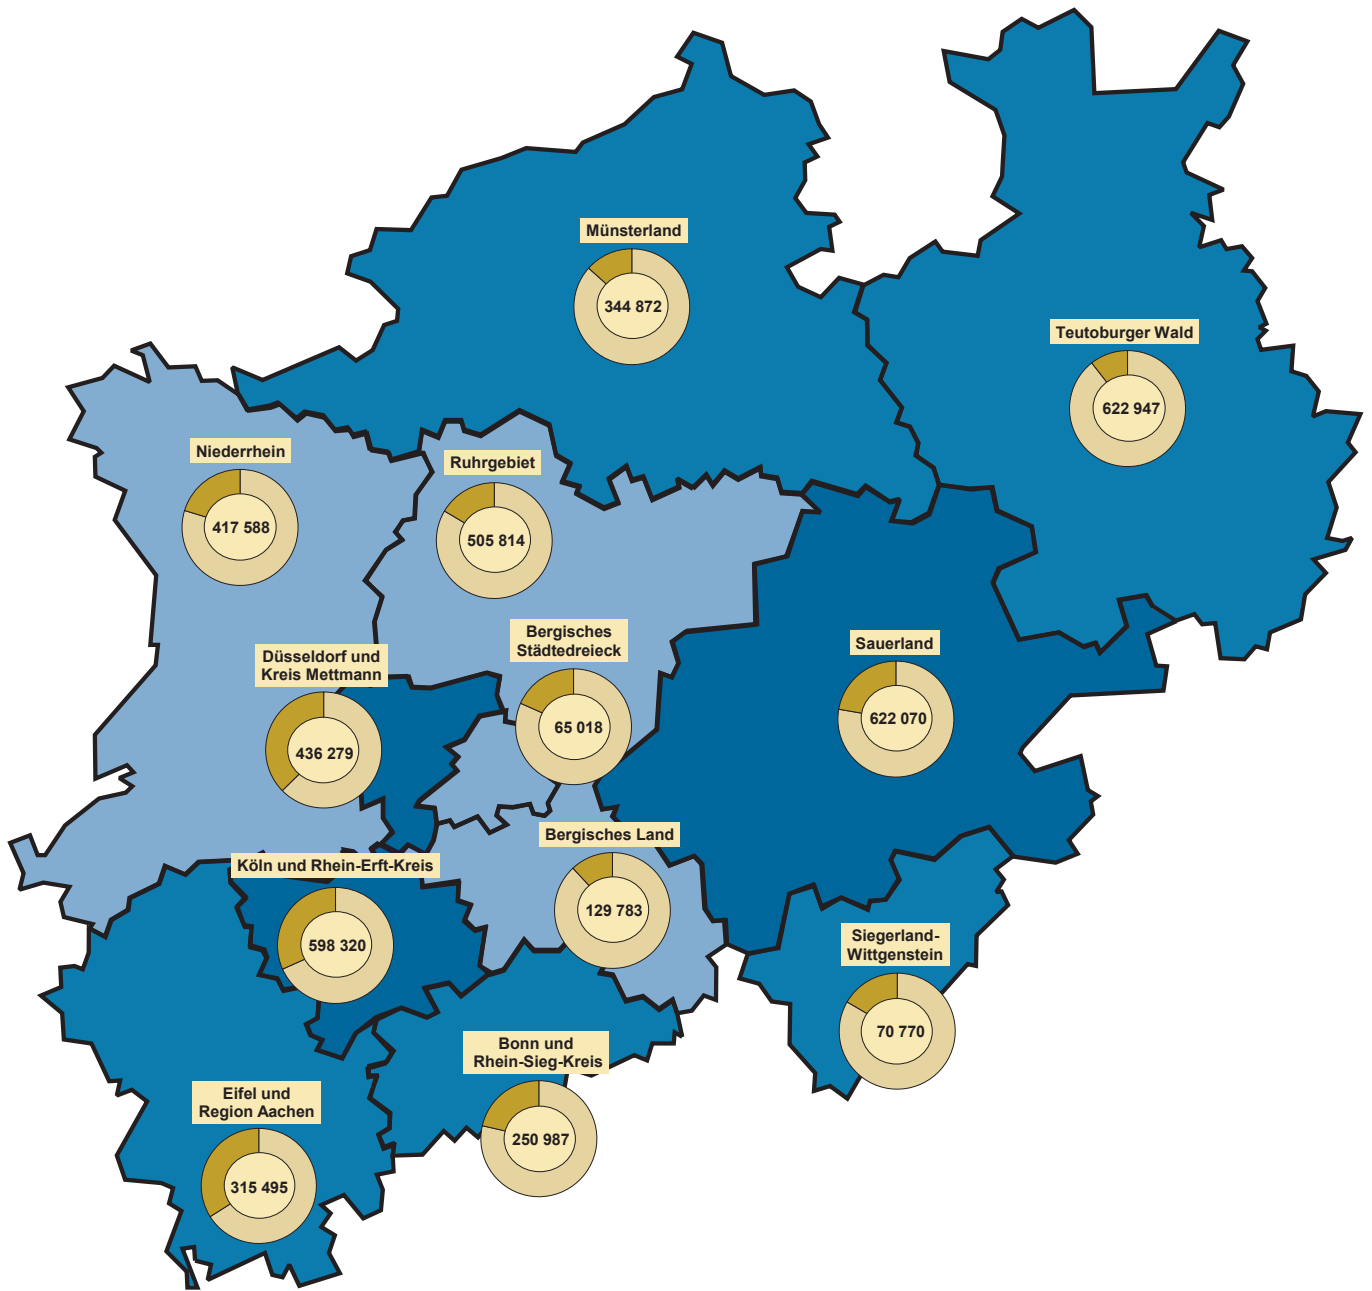 Münsterland
344 872
Teutoburger Wald
622 947
Niederrhein
417 588
Ruhrgebiet
505 814
Bergisches
Städtedreieck
65 018
Sauerland
622 070
Düsseldorf und
Kreis Mettmann
436 279
Bergisches Land
129 783
Köln und Rhein-Erft-Kreis
598 320
Siegerland-
Wittgenstein
70 770
Bonn und
Rhein-Sieg-Kreis
250 987
Eifel und
Region Aachen
315 495